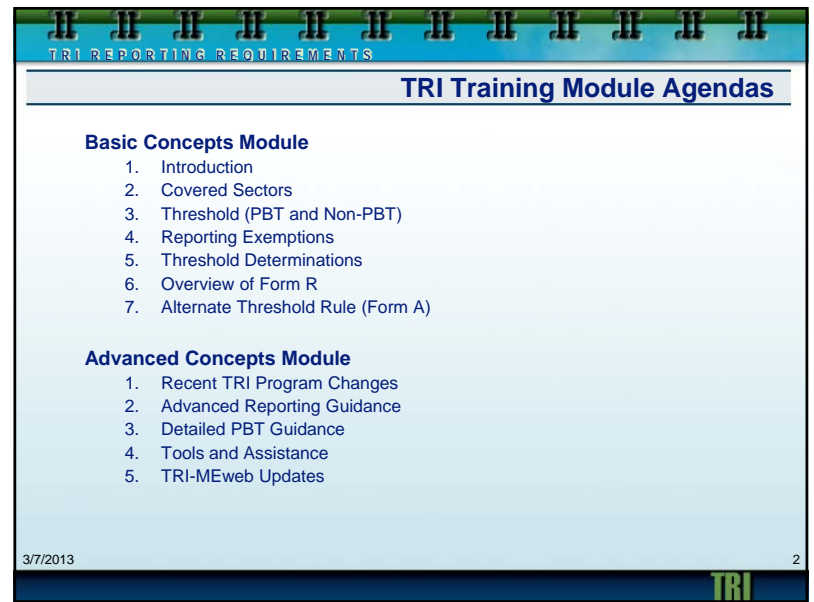 TRI REPORTING REQUIREMENTS
TRI Training Module Agendas
Basic Concepts Module
1. Introduction
2. Covered Sectors
3. Threshold (PBT and Non-PBT)
4. Reporting Exemptions
5. Threshold Determinations
6. Overview of Form R
7. Alternate Threshold Rule (Form A)
Advanced Concepts Module
1. Recent TRI Program Changes
2. Advanced Reporting Guidance
3. Detailed PBT Guidance
4. Tools and Assistance
5. TRI-MEweb Updates
3/7/2013 2
TRI